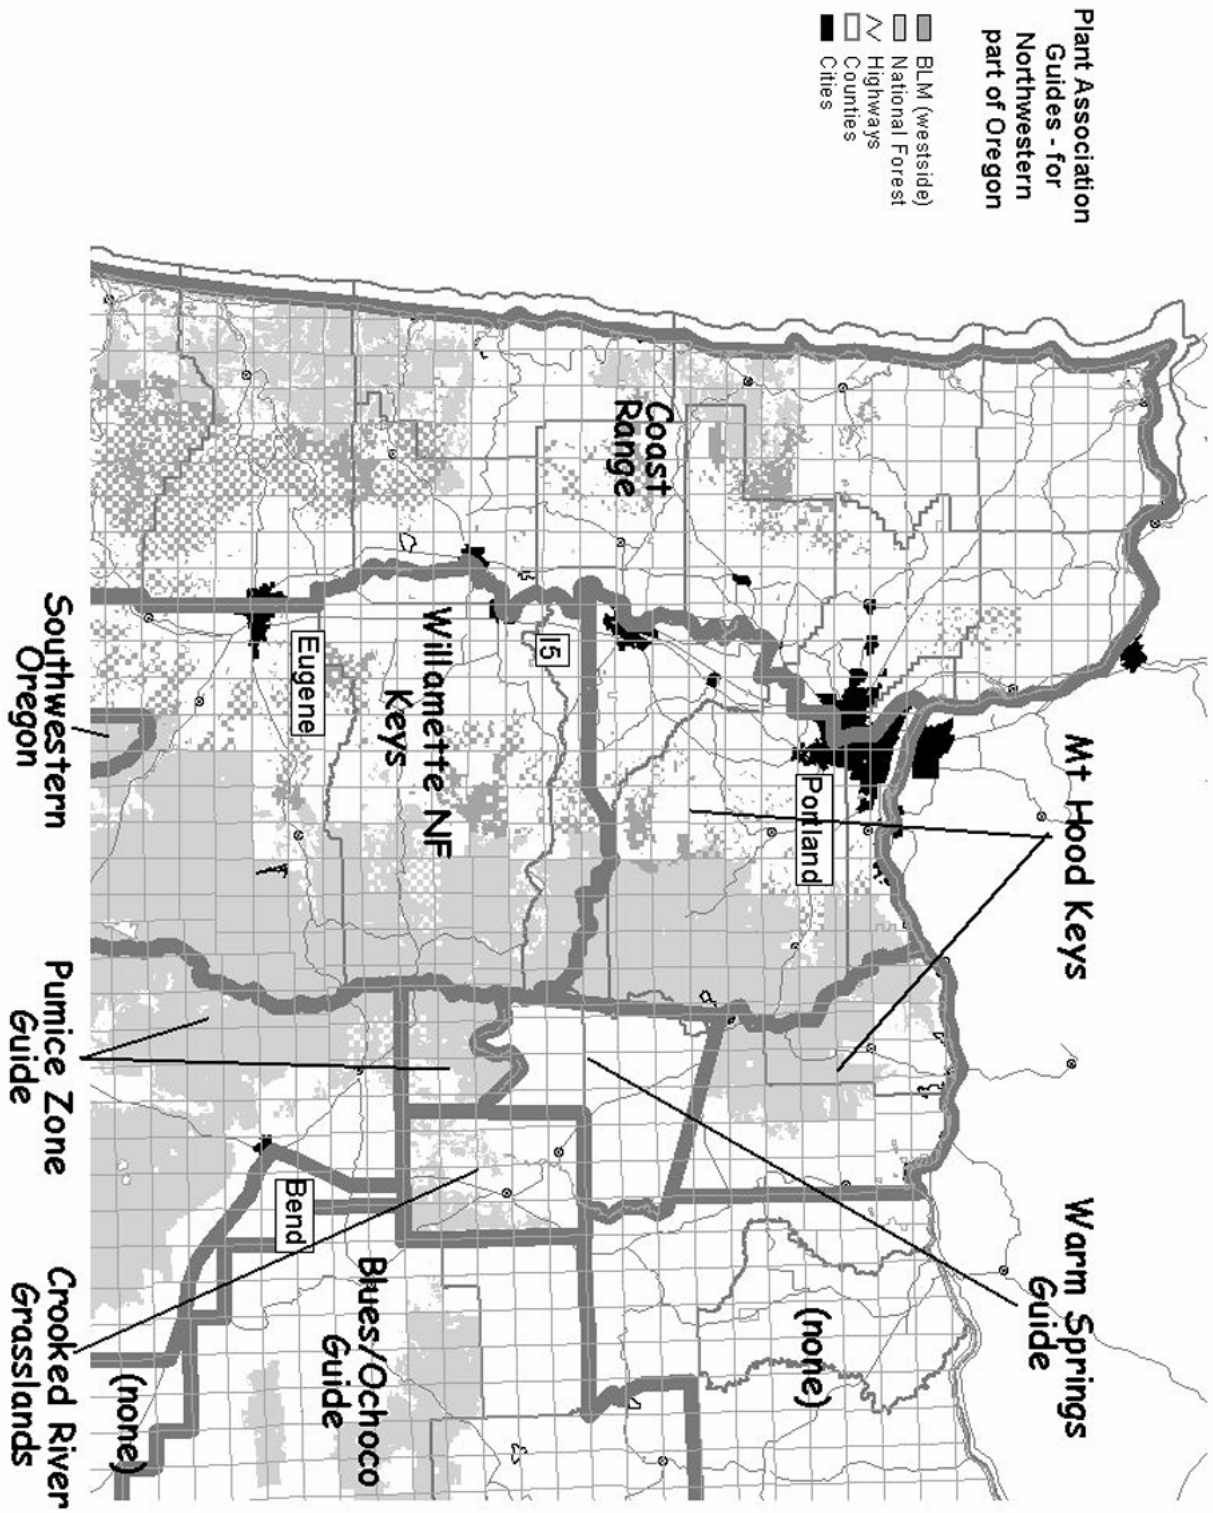 Plant Association
Guides - for
Northwestern
part of Oregon
BLM (westside)
National Forest
Highways
Counties
Cities
Mt Hood Keys
Warm Springs
Guide
(none)
Portland
Coast
Range
I5
Willamette NF
Keys
Eugene
Blues/Ochoco
Guide
Bend
(none)
Southwestern
Oregon
Pumice Zone
Guide
Crooked River
Grasslands